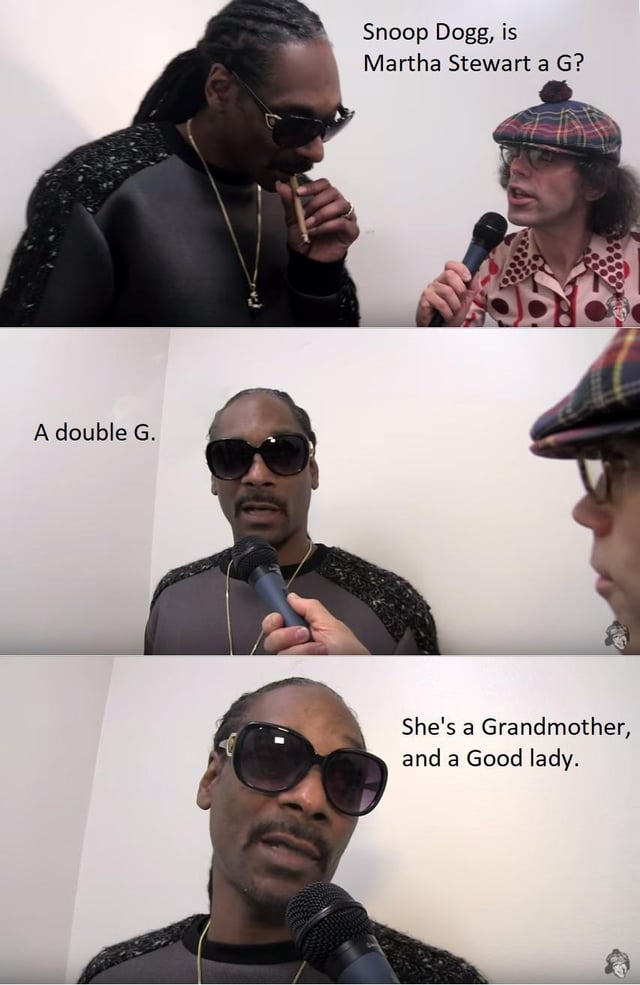 Snoop Dogg, is
Martha Stewart a G?
A double G.
She's a Grandmother,
and a Good lady.